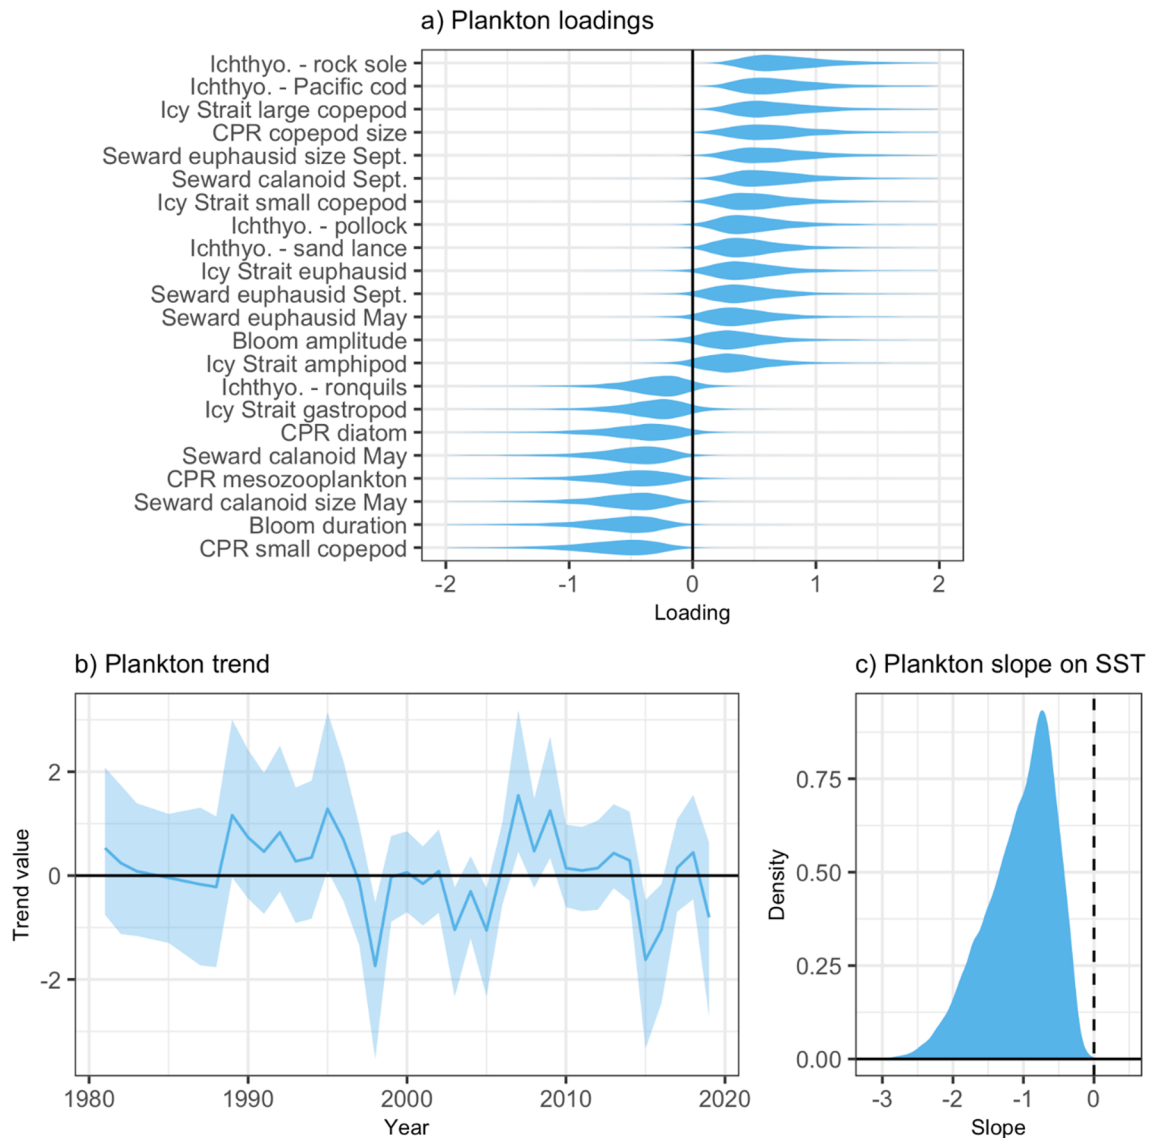 a) Plankton loadings
Ichthyo. - rock sole
Ichthyo. - Pacific cod
Icy Strait large copepod
CPR copepod size
Seward euphausid size Sept.
Seward calanoid Sept.
Icy Strait small copepod
Ichthyo. - pollock
Ichthyo. - sand lance
Icy Strait euphausid
Seward euphausid Sept.
Seward euphausid May
Bloom amplitude
Icy Strait amphipod
Ichthyo. - ronquils
Icy Strait gastropod
CPR diatom
Seward calanoid May
CPR mesozooplankton
Seward calanoid size May
Bloom duration
CPR small copepod
-2 -1 0 1 2
Loading
b) Plankton trend
Trend value
2
0
-2
1980 1990 2000 2010 2020
Year
c) Plankton slope on SST
Density
0.75
0.50
0.25
0.00
-3 -2 -1 0
Slope